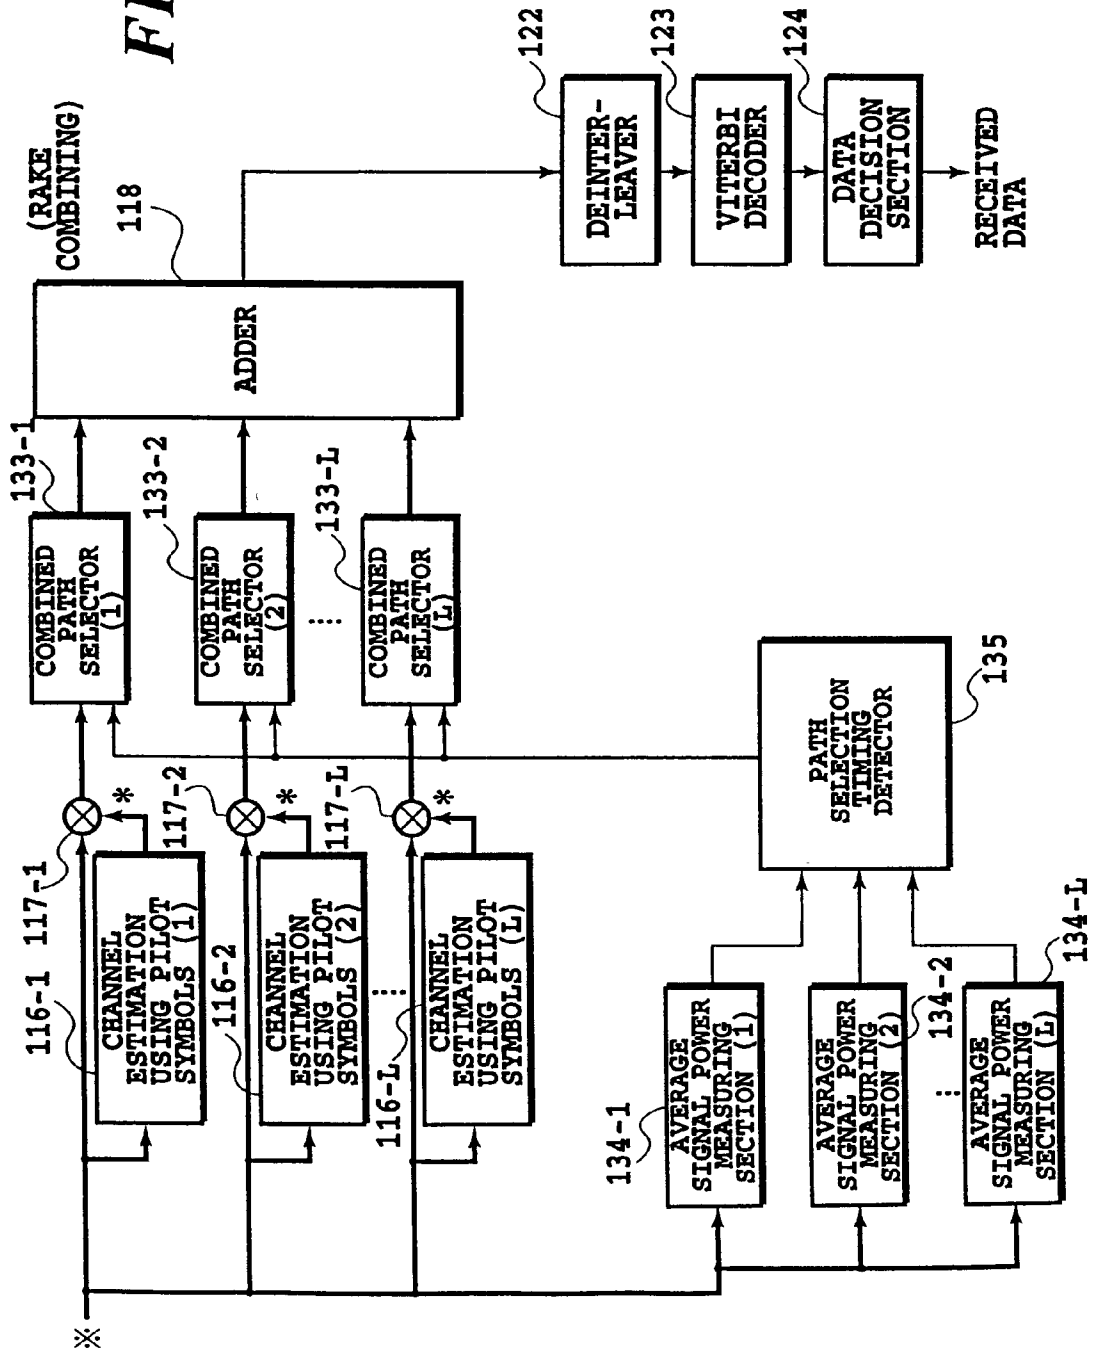 FI
(RAKE
COMBINING)
118
ADDER
133-1
133-2
133-L
COMBINED
PATH
SELECTOR
(1)
COMBINED
PATH
SELECTOR
(2)
COMBINED
PATH
SELECTOR
(L)
117-1
*
117-2
*
117-L
*
116-1
CHANNEL
ESTIMATION
USING PILOT
SYMBOLS (1)
116-2
CHANNEL
ESTIMATION
USING PILOT
SYMBOLS (2)
116-L
CHANNEL
ESTIMATION
USING PILOT
SYMBOLS (L)
※
134-1
AVERAGE
SIGNAL POWER
MEASURING
SECTION (1)
134-2
AVERAGE
SIGNAL POWER
MEASURING
SECTION (2)
134-L
AVERAGE
SIGNAL POWER
MEASURING
SECTION (L)
PATH
SELECTION
TIMING
DETECTOR
135
122
DEINTER-
LEAVER
123
VITERBI
DECODER
124
DATA
DECISION
SECTION
RECEIVED
DATA